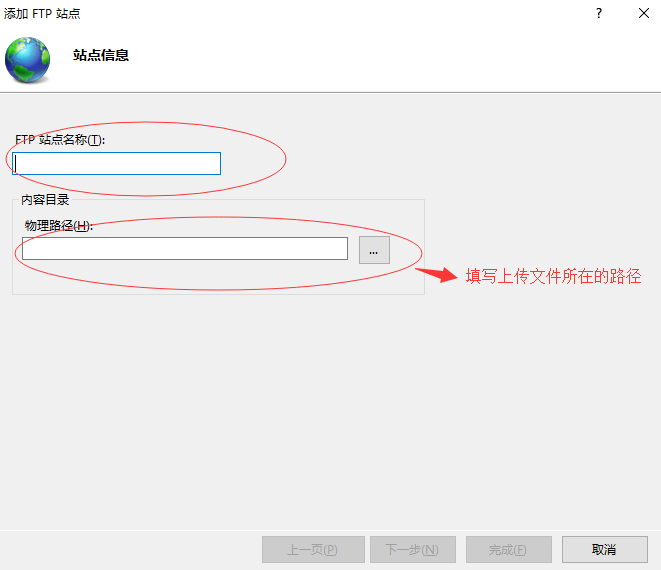 添加 FTP 站点
?
站点信息
FTP 站点名称(T):
内容目录
物理路径(H):
...
填写上传文件所在的路径
上一页(P)
下一步(N)
完成(F)
取消